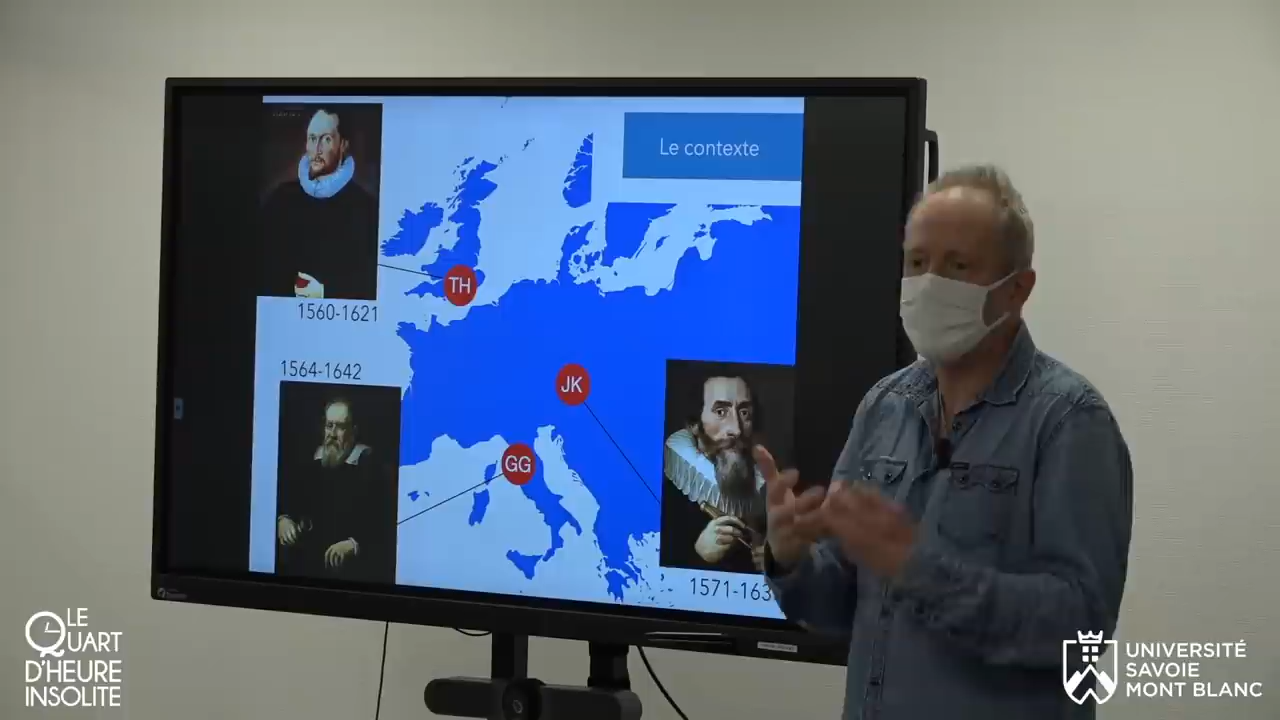 Le contexte
TH
1560-1621
1564-1642
JK
GG
1571-163
LE
QUART
D'HEURE
INSOLITE
UNIVERSITÉ
SAVOIE
MONT BLANC